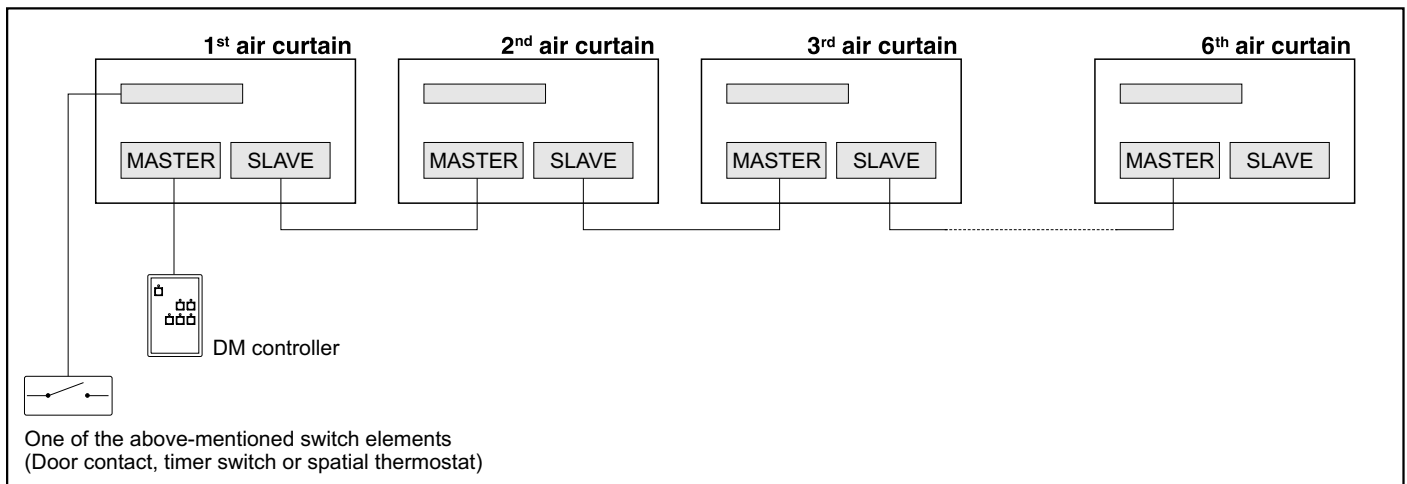 1st air curtain
2nd air curtain
3rd air curtain
6th air curtain
MASTER SLAVE
MASTER SLAVE
MASTER SLAVE
MASTER SLAVE
DM controller
One of the above-mentioned switch elements
(Door contact, timer switch or spatial thermostat)